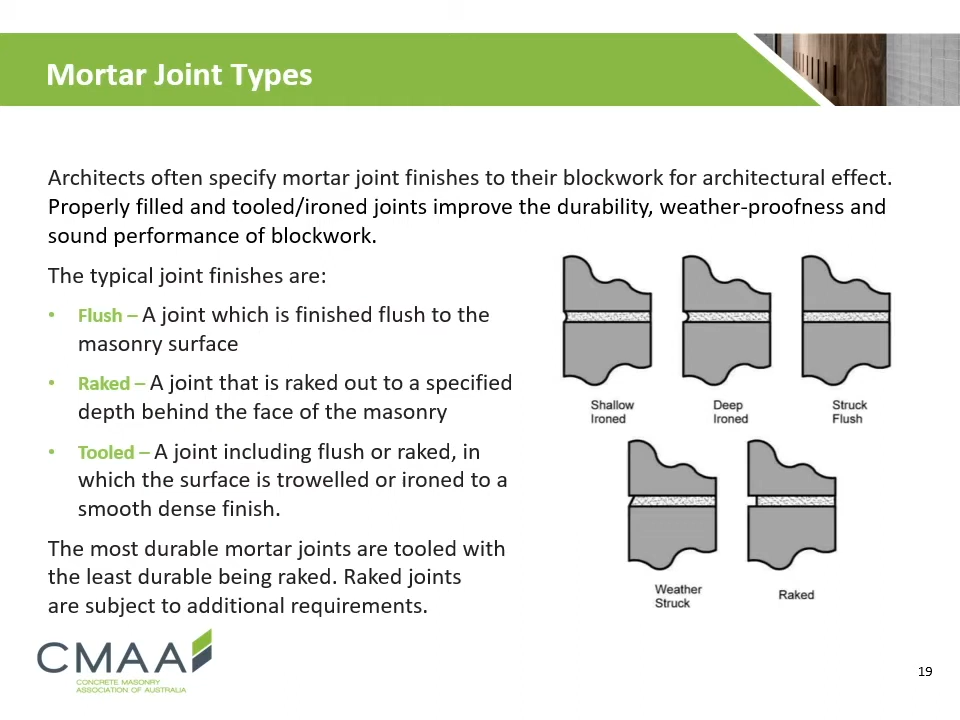 Mortar Joint Types
Architects often specify mortar joint finishes to their blockwork for architectural effect.
Properly filled and tooled/ironed joints improve the durability, weather-proofness and
sound performance of blockwork.
The typical joint finishes are:
• Flush – A joint which is finished flush to the
masonry surface
• Raked – A joint that is raked out to a specified
depth behind the face of the masonry
• Tooled – A joint including flush or raked, in
which the surface is trowelled or ironed to a
smooth dense finish.
The most durable mortar joints are tooled with
the least durable being raked. Raked joints
are subject to additional requirements.
Shallow
Ironed
Deep
Ironed
Struck
Flush
Weather
Struck
Raked
CMAA
CONCRETE MASONRY
ASSOCIATION OF AUSTRALIA
19